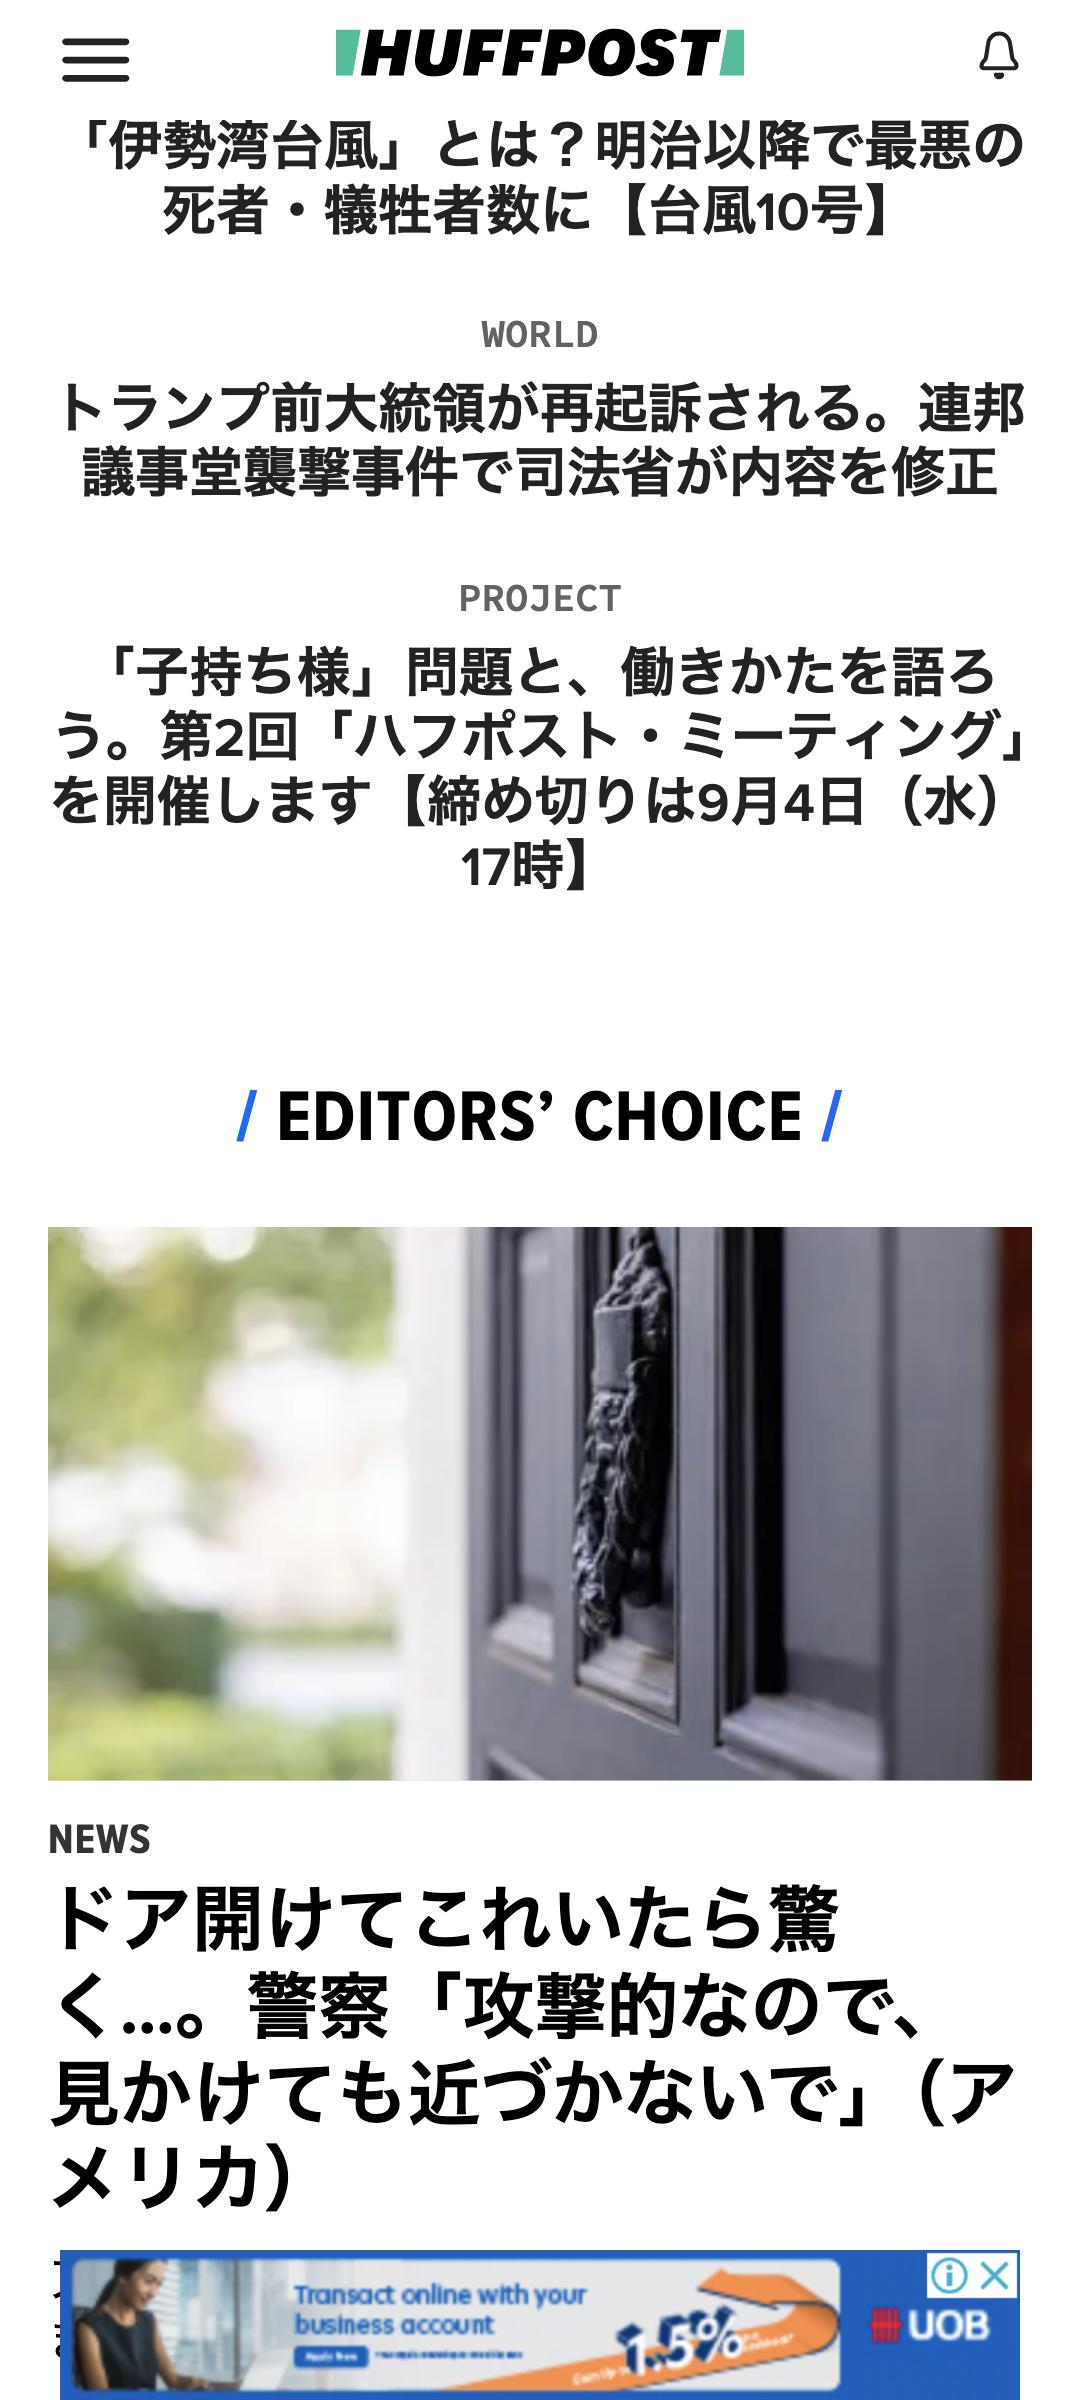 HUFFPOST
「伊勢湾台風」とは？明治以降で最悪の
死者・犠牲者数に【台風10号】
WORLD
トランプ前大統領が再起訴される。連邦
議事堂襲撃事件で司法省が内容を修正
PROJECT
「子持ち様」問題と、働きかたを語ろ
う。第2回「ハフポスト・ミーティング」
を開催します【締め切りは9月4日（水）
17時】
/ EDITORS’ CHOICE /
NEWS
ドア開けてこれいたら驚
く...。警察「攻撃的なので、
見かけても近づかないで」（ア
メリカ）
Transact online with your
business account
Apply Now
1.5%
UOB